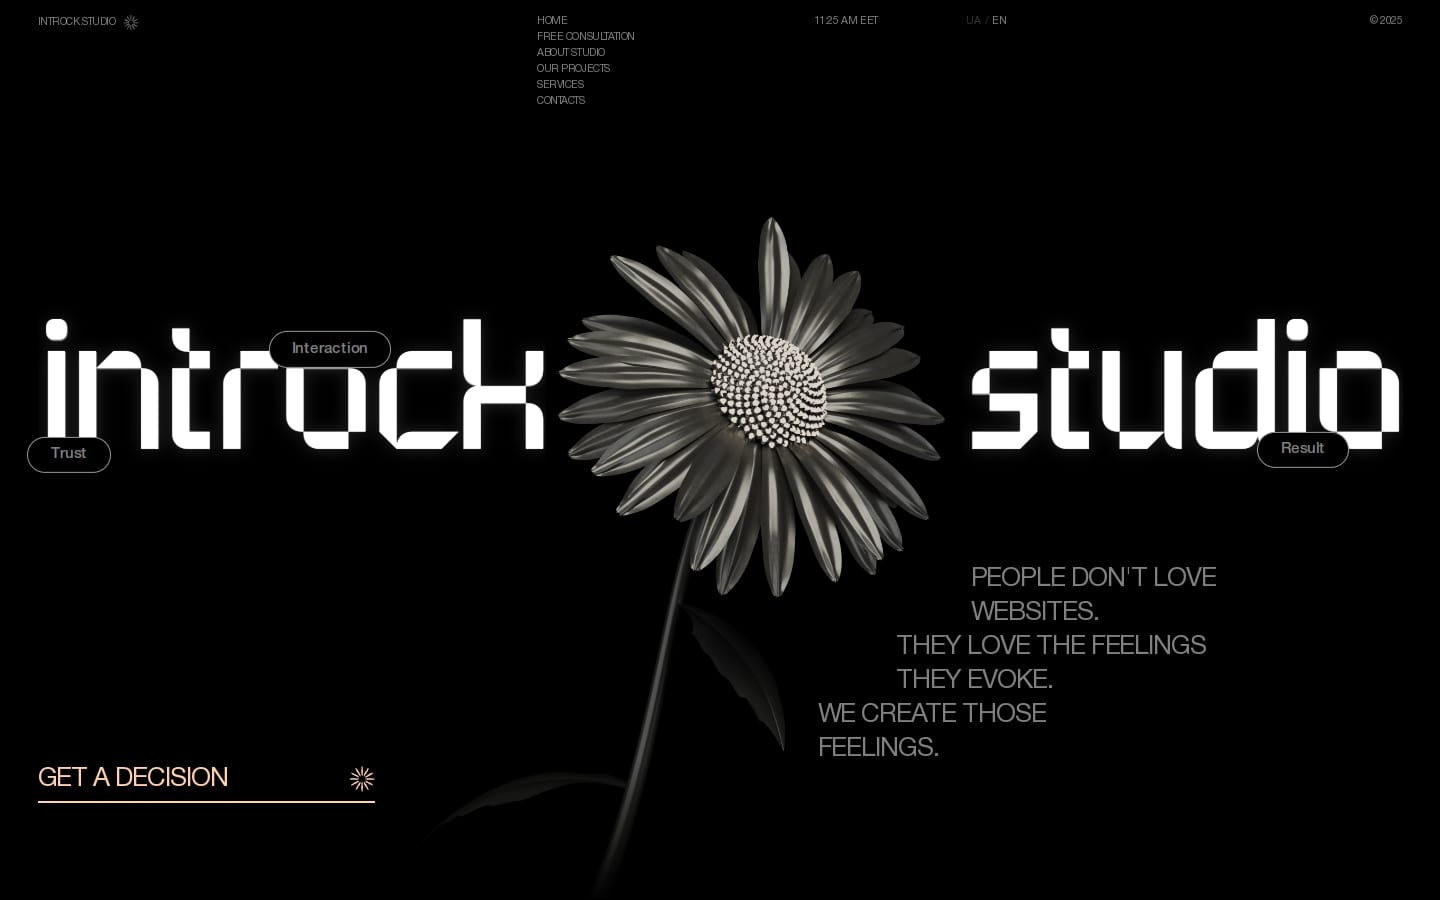 INTROCK.STUDIO
HOME
FREE CONSULTATION
ABOUT STUDIO
OUR PROJECTS
SERVICES
CONTACTS
11:25 AM EET
UA / EN
© 2025
introck studio
Interaction
Trust
Result
PEOPLE DON'T LOVE
WEBSITES.
THEY LOVE THE FEELINGS
THEY EVOKE.
WE CREATE THOSE
FEELINGS.
GET A DECISION